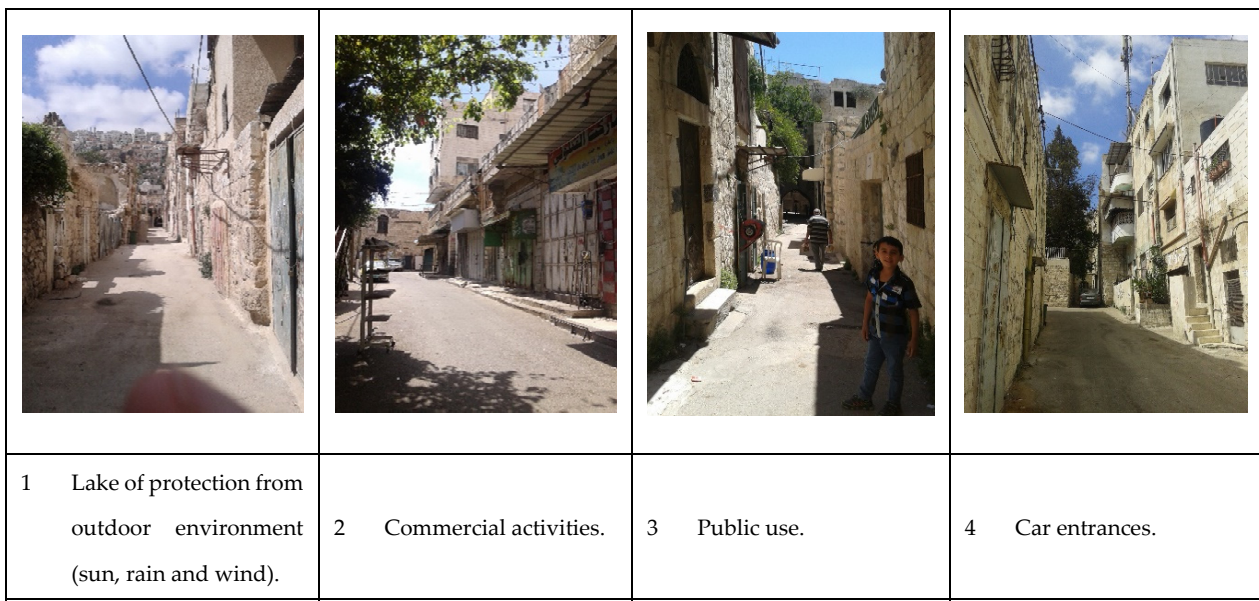 1 Lake of protection from
outdoor environment
(sun, rain and wind).
2 Commercial activities.
3 Public use.
4 Car entrances.